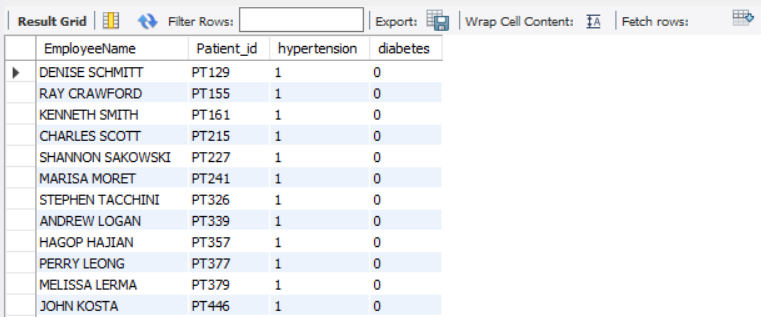 Result Grid Filter Rows: Export: Wrap Cell Content: IA Fetch rows:
EmployeeName Patient_id hypertension diabetes
DENISE SCHMITT PT129 1 0
RAY CRAWFORD PT155 1 0
KENNETH SMITH PT161 1 0
CHARLES SCOTT PT215 1 0
SHANNON SAKOWSKI PT227 1 0
MARISA MORET PT241 1 0
STEPHEN TACCHINI PT326 1 0
ANDREW LOGAN PT339 1 0
HAGOP HAJIAN PT357 1 0
PERRY LEONG PT377 1 0
MELISSA LERMA PT379 1 0
JOHN KOSTA PT446 1 0